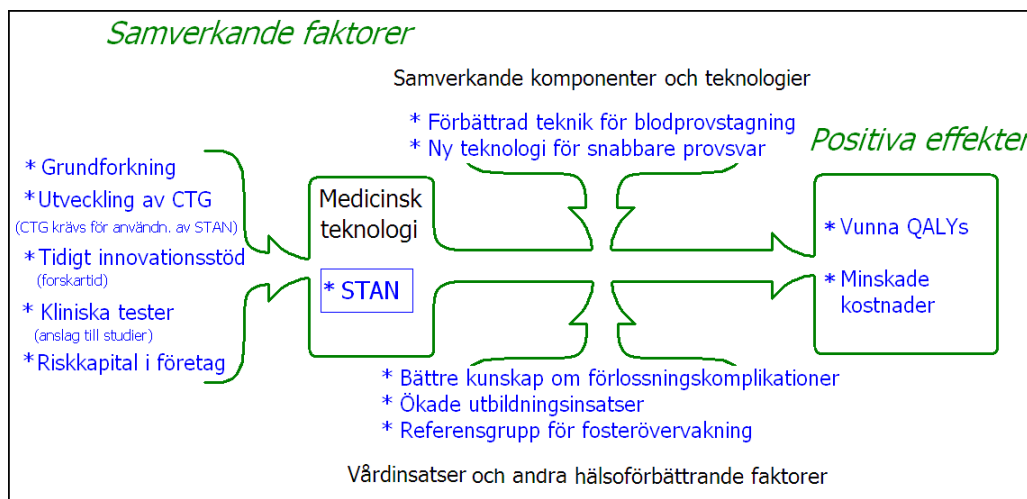 Samverkande faktorer
Samverkande komponenter och teknologier
* Förbättrad teknik för blodprovstagning
* Ny teknologi för snabbare provsvar
Positiva effekter
* Grundforkning
* Utveckling av CTG
(CTG krävs för användn. av STAN)
* Tidigt innovationsstöd
(forskartid)
* Kliniska tester
(anslag till studier)
* Riskkapital i företag
Medicinsk
teknologi
* STAN
* Vunna QALYs
* Minskade
kostnader
* Bättre kunskap om förlossningskomplikationer
* Ökade utbildningsinsatser
* Referensgrupp för fosterövervakning
Vårdinsatser och andra hälsoförbättrande faktorer